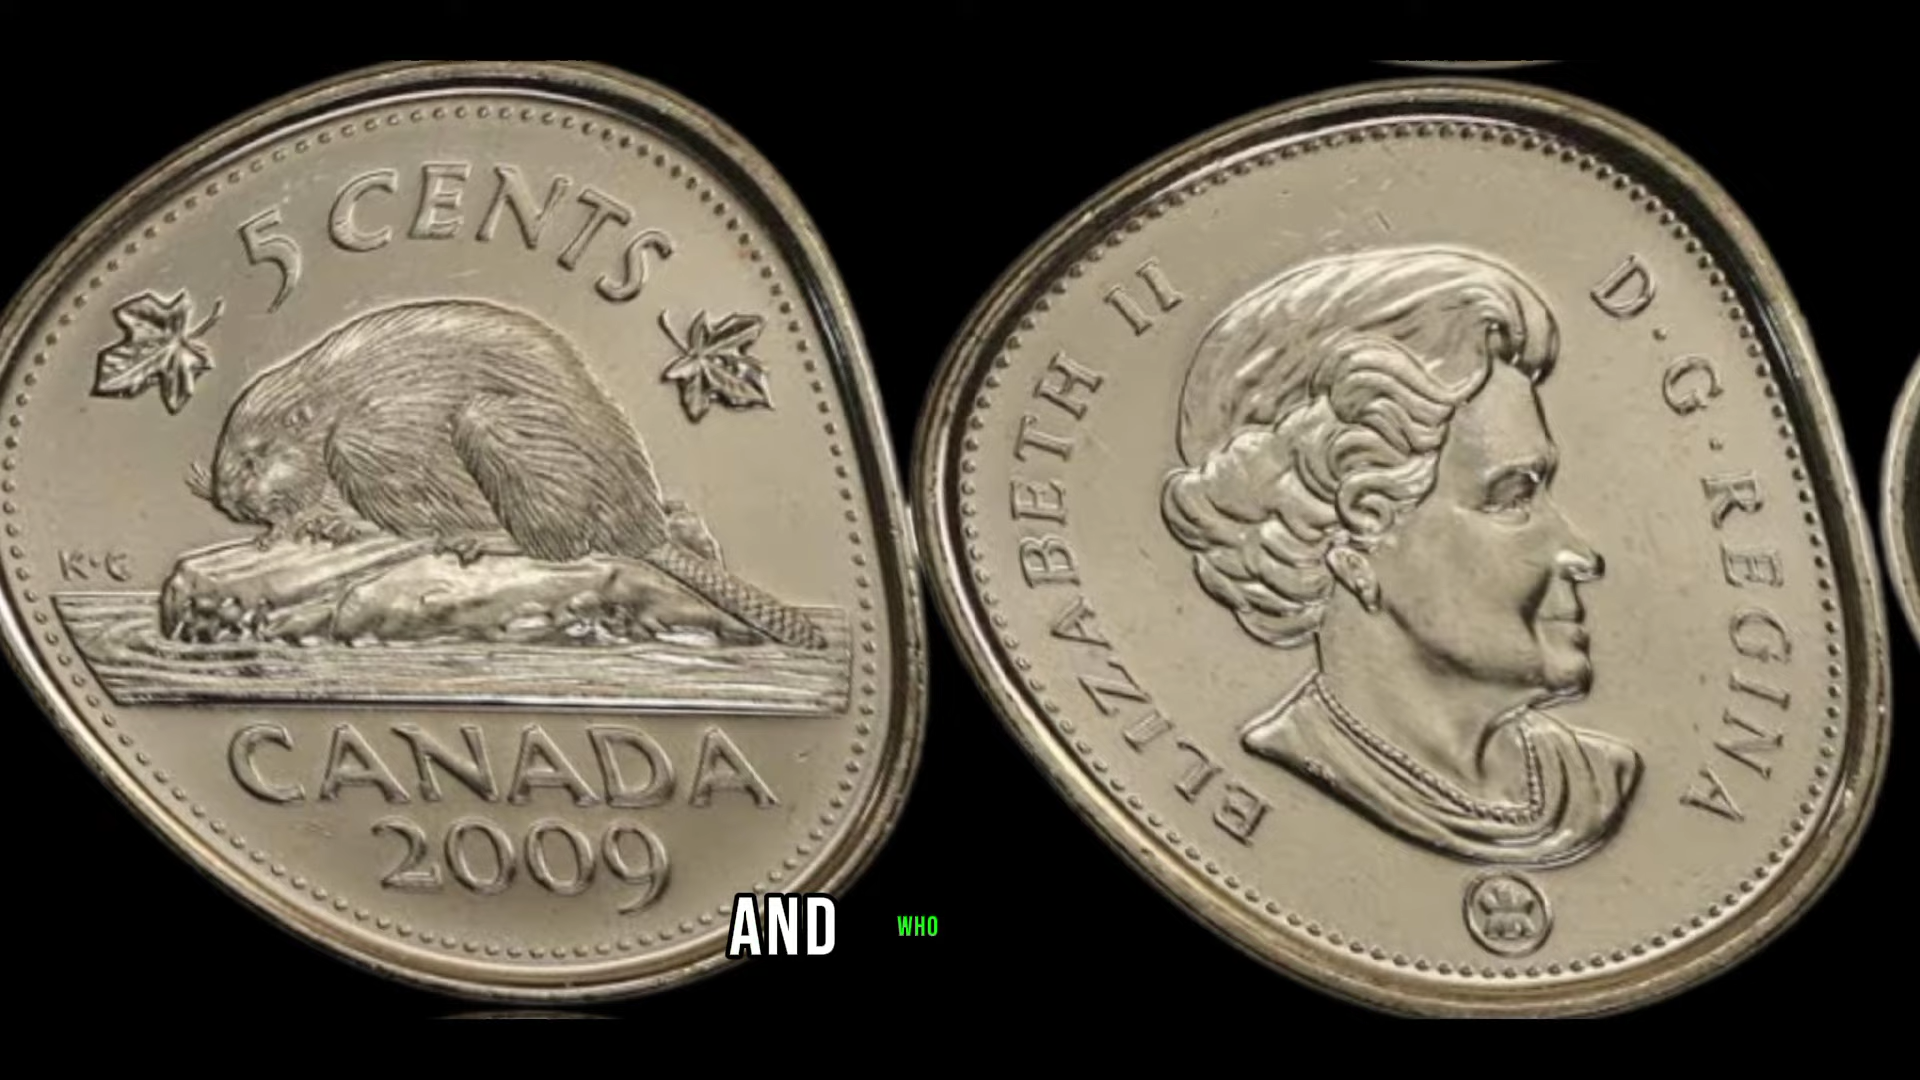 5 CENTS
K·G
CANADA
2009
ELIZABETH II
D·G·REGINA
AND WHO